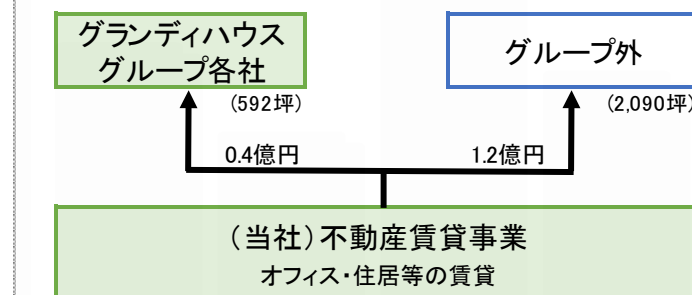 グランディハウス
グループ各社
グループ外
(592坪)
(2,090坪)
0.4億円
1.2億円
(当社)不動産賃貸事業
オフィス・住居等の賃貸